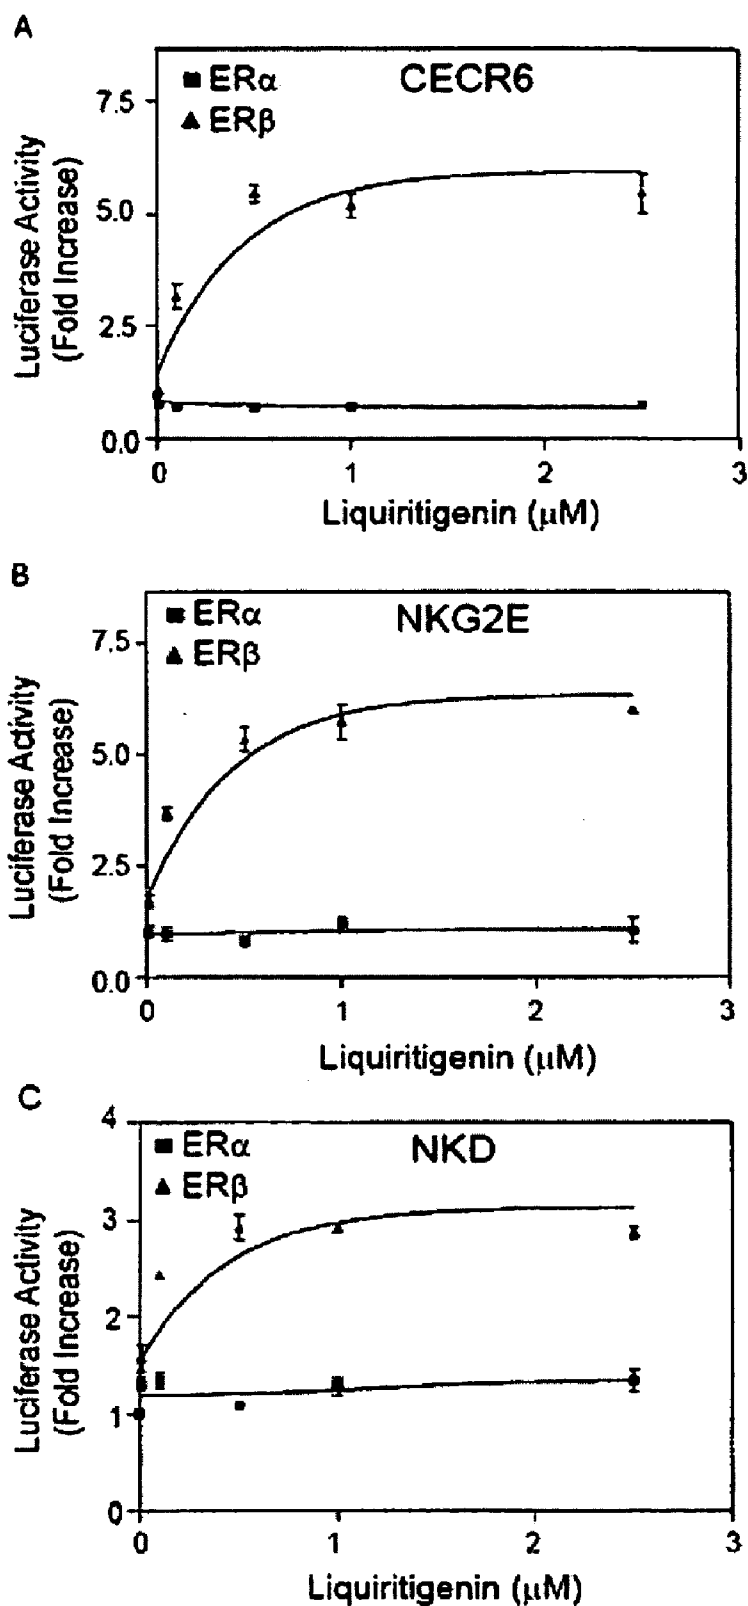 A
ERα
ERβ
CECR6
7.5
5.0
2.5
0.0
Luciferase Activity
(Fold Increase)
0 1 2 3
Liquiritigenin (μM)
B
ERα
ERβ
NKG2E
7.5
5.0
2.5
0.0
Luciferase Activity
(Fold Increase)
0 1 2 3
Liquiritigenin (μM)
C
ERα
ERβ
NKD
4
3
2
1
0
Luciferase Activity
(Fold Increase)
0 1 2 3
Liquiritigenin (μM)